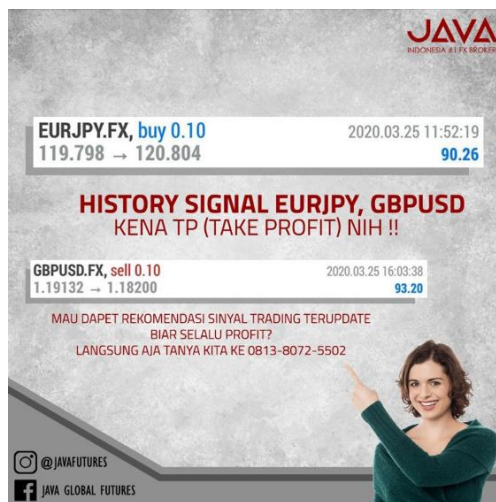 JAVA
INDONESIA #1 FX BROKER
EURJPY.FX, buy 0.10 2020.03.25 11:52:19
119.798 → 120.804 90.26
HISTORY SIGNAL EURJPY, GBPUSD
KENA TP (TAKE PROFIT) NIH !!
GBPUSD.FX, sell 0.10 2020.03.25 16:03:38
1.19132 → 1.18200 93.20
MAU DAPET REKOMENDASI SINYAL TRADING TERUPDATE
BIAR SELALU PROFIT?
LANGSUNG AJA TANYA KITA KE 0813-8072-5502
@JAVAFUTURES
JAVA GLOBAL FUTURES